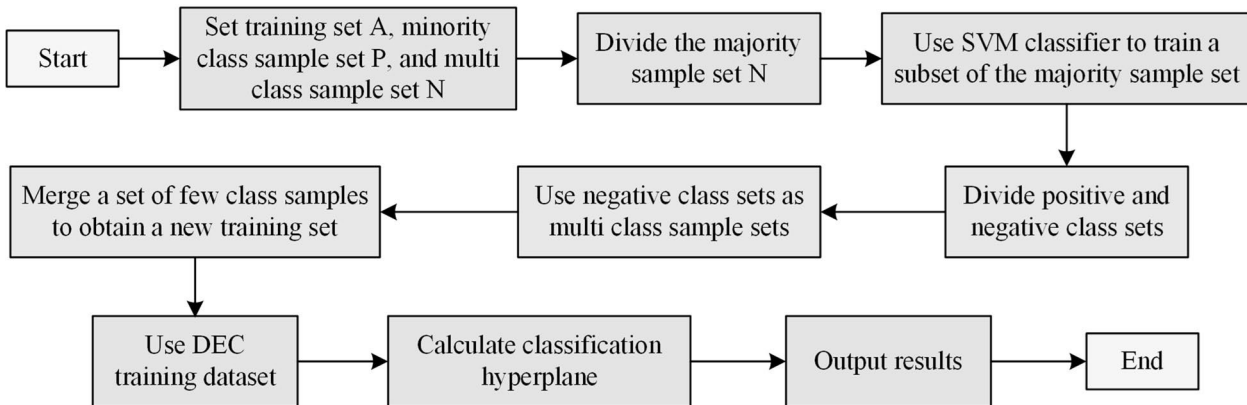 Start
Set training set A, minority
class sample set P, and multi
class sample set N
Divide the majority
sample set N
Use SVM classifier to train a
subset of the majority sample set
Divide positive and
negative class sets
Use negative class sets as
multi class sample sets
Merge a set of few class samples
to obtain a new training set
Use DEC
training dataset
Calculate classification
hyperplane
Output results
End